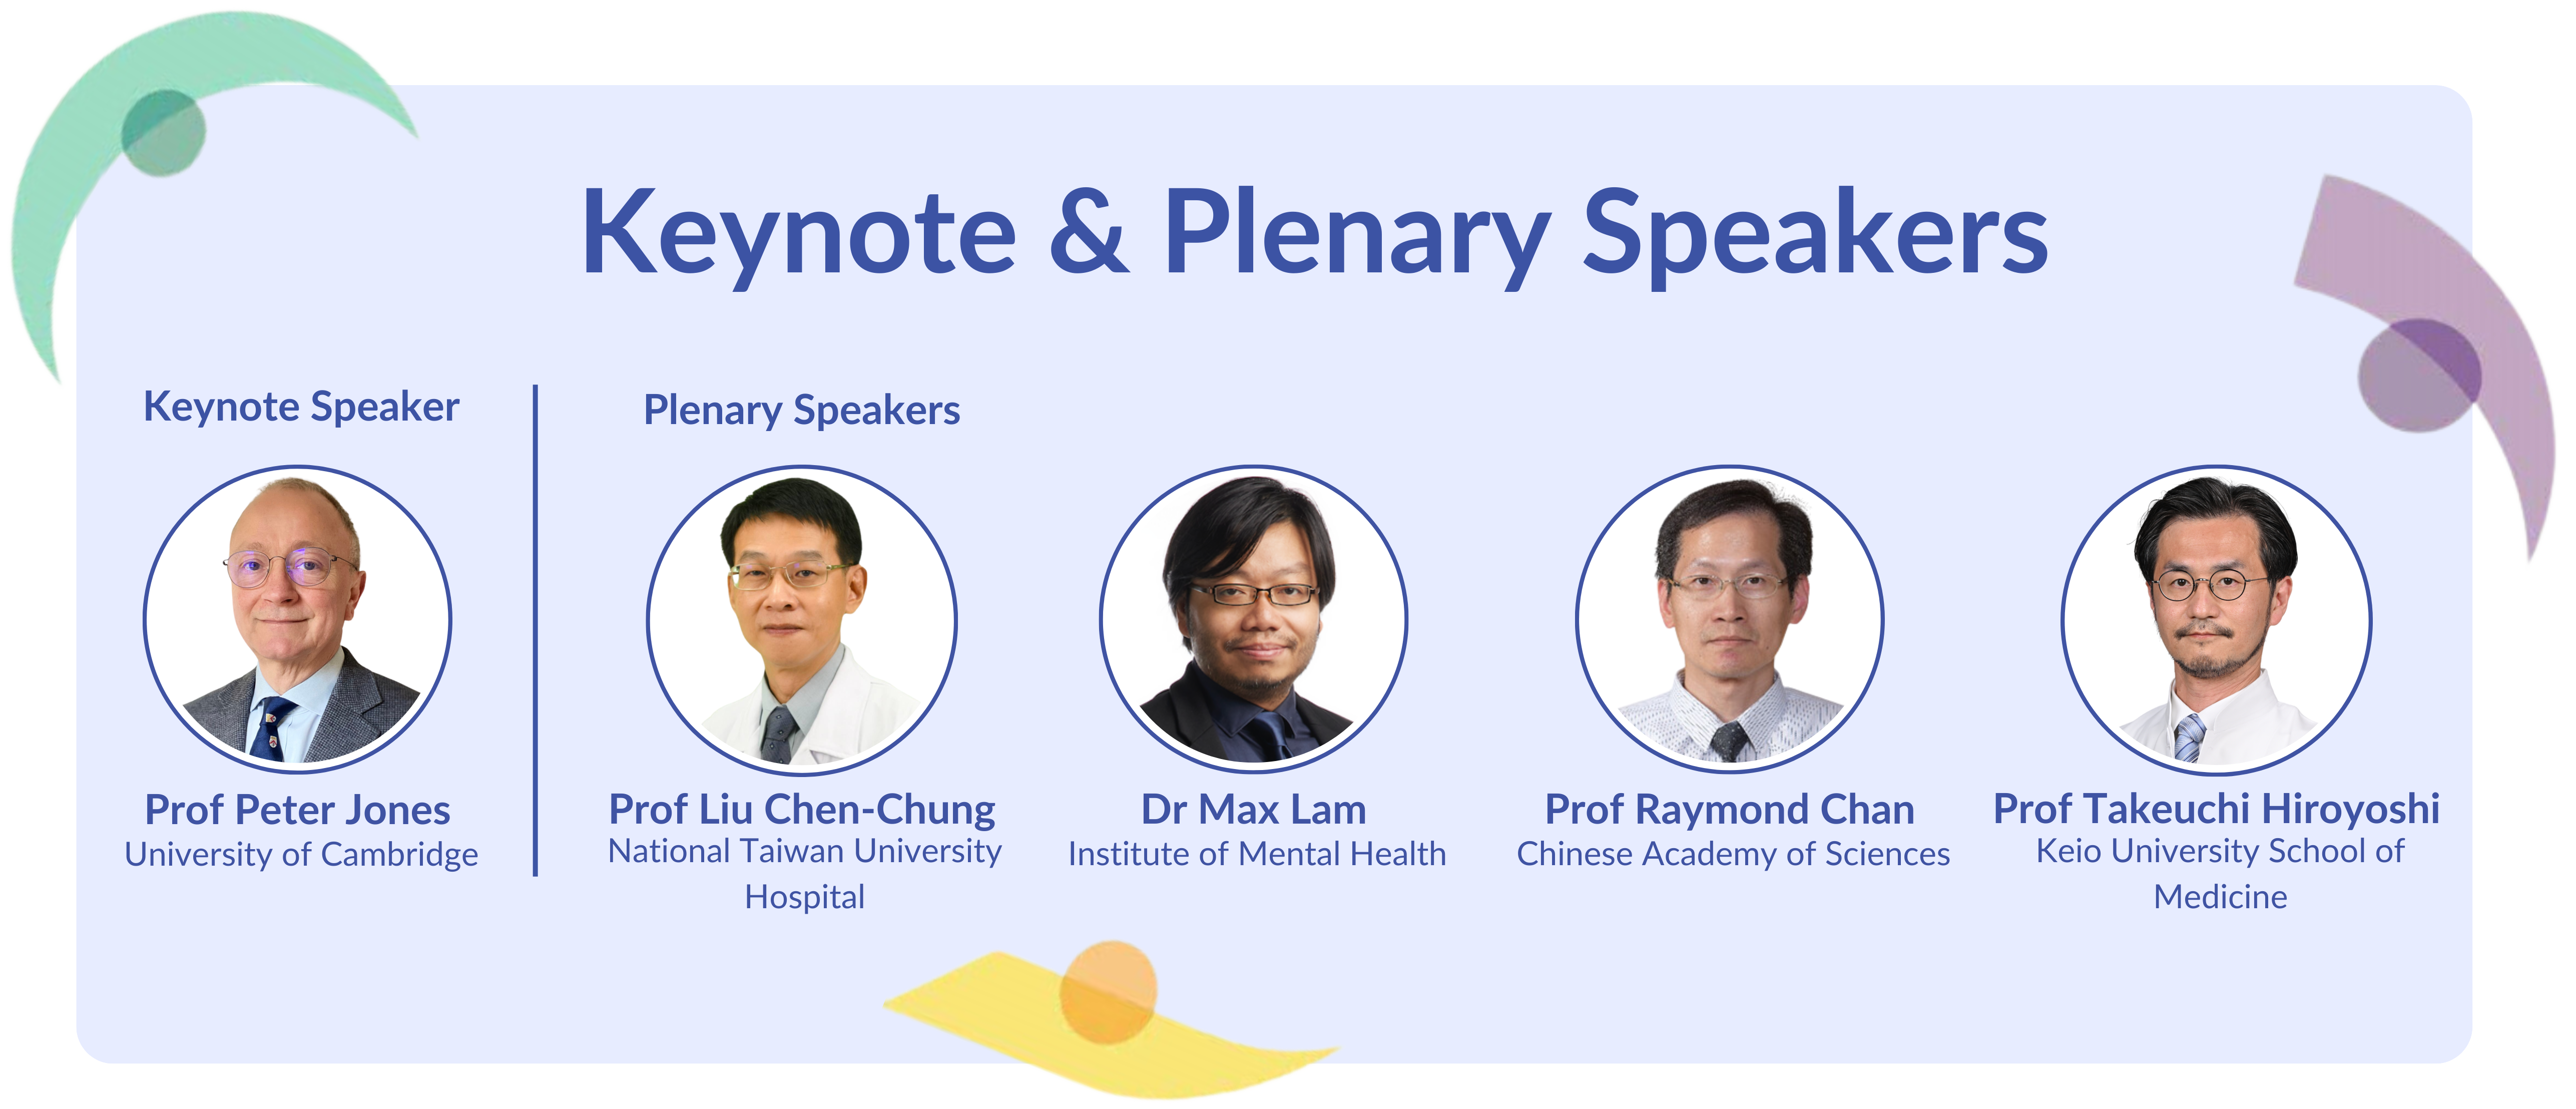 Keynote & Plenary Speakers
Keynote Speaker
Prof Peter Jones
University of Cambridge
Plenary Speakers
Prof Liu Chen-Chung
National Taiwan University
Hospital
Dr Max Lam
Institute of Mental Health
Prof Raymond Chan
Chinese Academy of Sciences
Prof Takeuchi Hiroyoshi
Keio University School of
Medicine